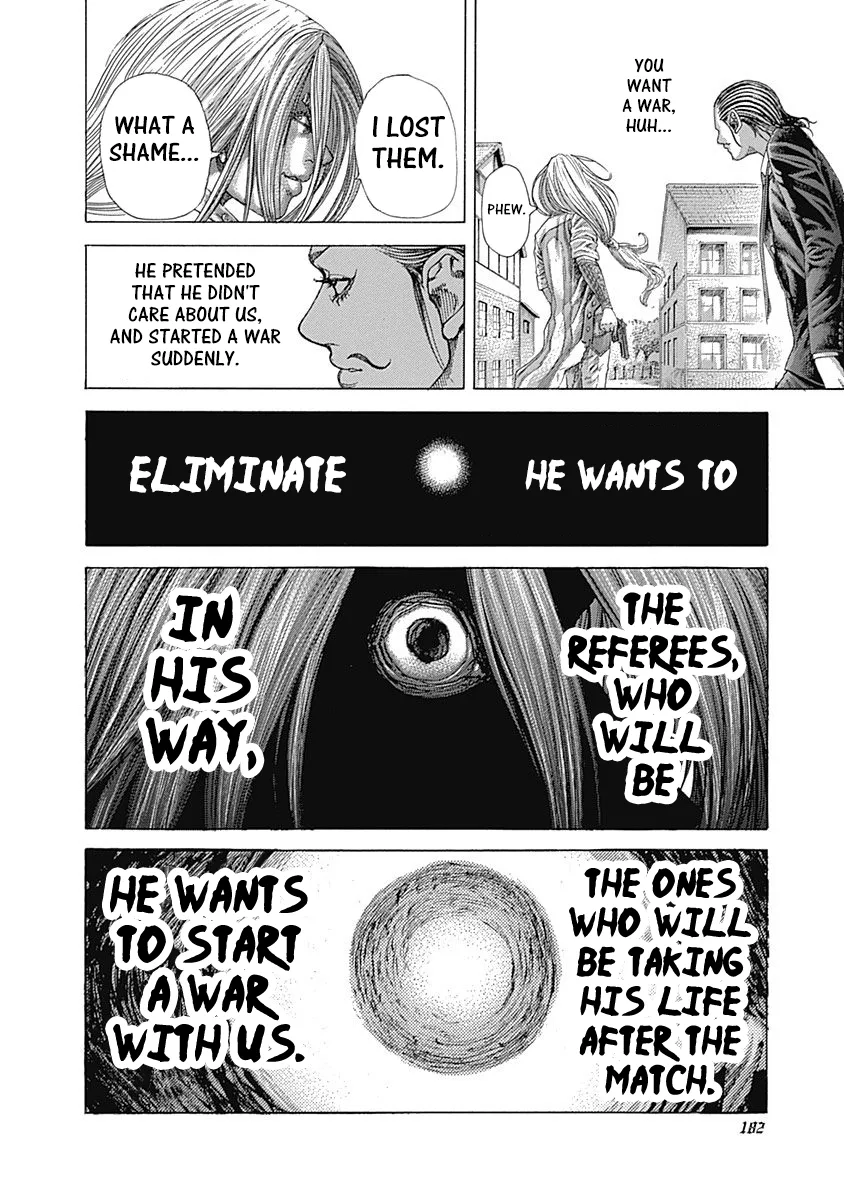 YOU
WANT
A WAR,
HUH...
PHEW.
I LOST
THEM.
WHAT A
SHAME...
HE PRETENDED
THAT HE DIDN'T
CARE ABOUT US,
AND STARTED A WAR
SUDDENLY.
HE WANTS TO
ELIMINATE
THE
REFEREES,
WHO
WILL
BE
IN
HIS
WAY,
THE ONES
WHO WILL
BE TAKING
HIS LIFE
AFTER THE
MATCH.
HE WANTS
TO START
A WAR
WITH US.
182